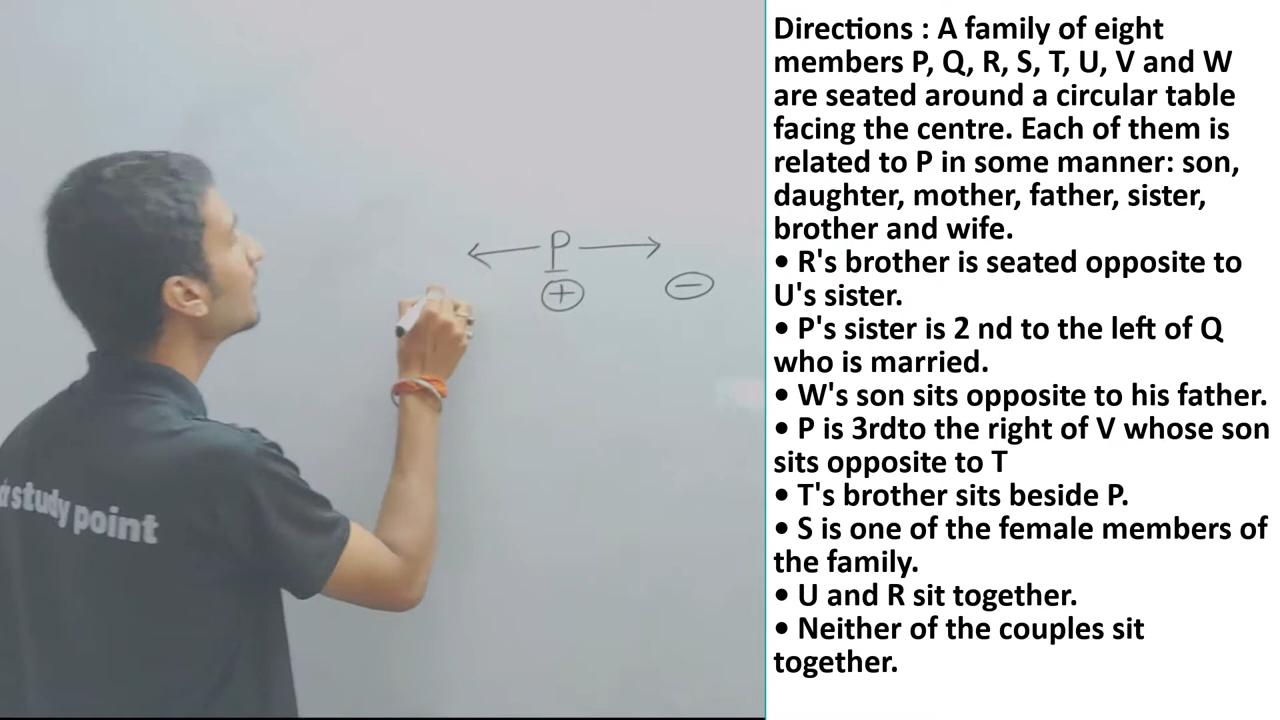 P
+
−
study point
Directions : A family of eight
members P, Q, R, S, T, U, V and W
are seated around a circular table
facing the centre. Each of them is
related to P in some manner: son,
daughter, mother, father, sister,
brother and wife.
• R's brother is seated opposite to
U's sister.
• P's sister is 2 nd to the left of Q
who is married.
• W's son sits opposite to his father.
• P is 3rdto the right of V whose son
sits opposite to T
• T's brother sits beside P.
• S is one of the female members of
the family.
• U and R sit together.
• Neither of the couples sit
together.